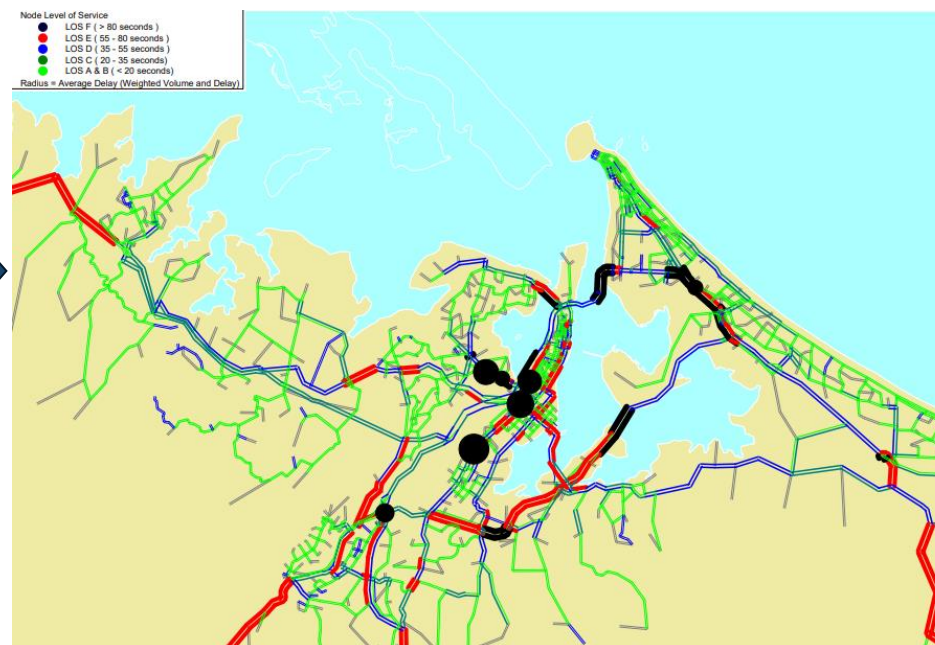 Node Level of Service
LOS F ( > 80 seconds )
LOS E ( 55 - 80 seconds )
LOS D ( 35 - 55 seconds )
LOS C ( 20 - 35 seconds)
LOS A & B ( < 20 seconds)
Radius = Average Delay (Weighted Volume and Delay)